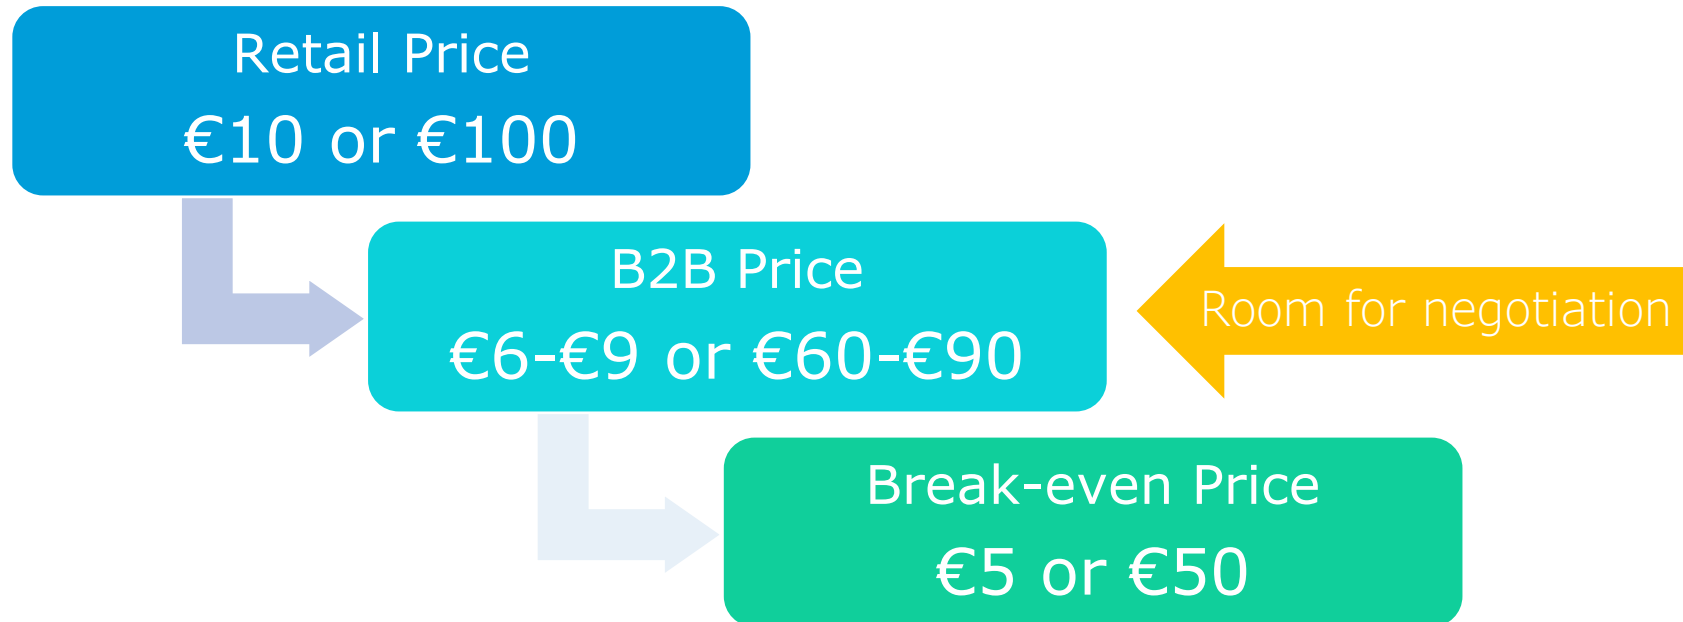 Retail Price
€10 or €100
B2B Price
€6-€9 or €60-€90
Room for negotiation
Break-even Price
€5 or €50